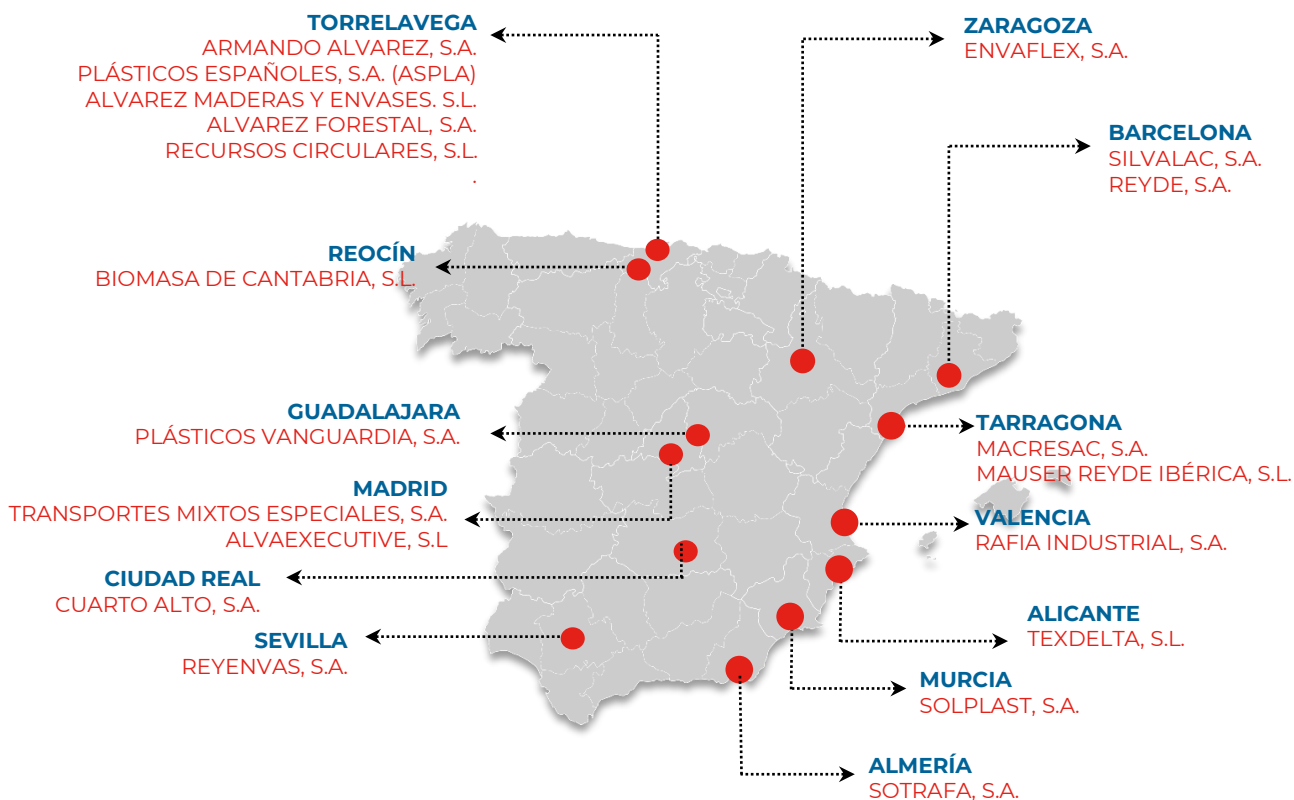 TORRELAVEGA
ARMANDO ALVAREZ, S.A.
PLÁSTICOS ESPAÑOLES, S.A. (ASPLA)
ALVAREZ MADERAS Y ENVASES. S.L.
ALVAREZ FORESTAL, S.A.
RECURSOS CIRCULARES, S.L.
.
REOCÍN
BIOMASA DE CANTABRIA, S.L.
GUADALAJARA
PLÁSTICOS VANGUARDIA, S.A.
MADRID
TRANSPORTES MIXTOS ESPECIALES, S.A.
ALVAEXECUTIVE, S.L
CIUDAD REAL
CUARTO ALTO, S.A.
SEVILLA
REYENVAS, S.A.
ZARAGOZA
ENVAFLEX, S.A.
BARCELONA
SILVALAC, S.A.
REYDE, S.A.
TARRAGONA
MACRESAC, S.A.
MAUSER REYDE IBÉRICA, S.L.
VALENCIA
RAFIA INDUSTRIAL, S.A.
ALICANTE
TEXDELTA, S.L.
MURCIA
SOLPLAST, S.A.
ALMERÍA
SOTRAFA, S.A.